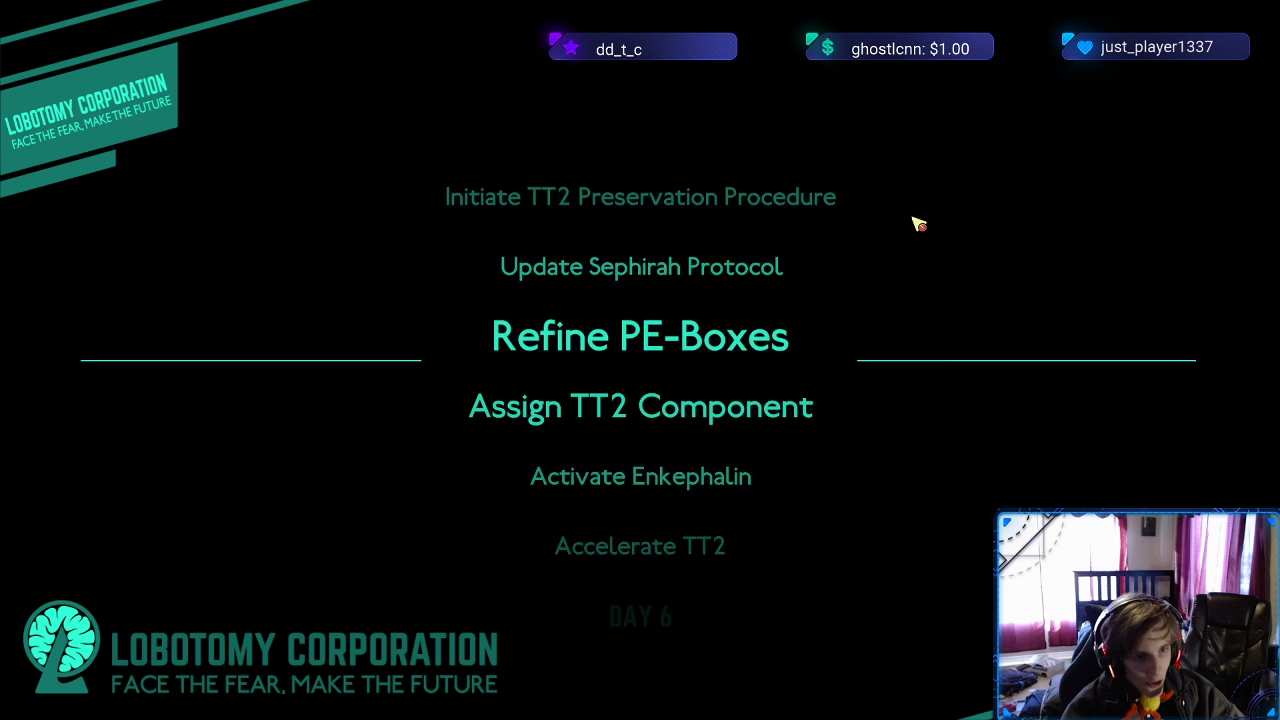 dd_t_c
ghostlcnn: $1.00
just_player1337
LOBOTOMY CORPORATION
FACE THE FEAR, MAKE THE FUTURE
Initiate TT2 Preservation Procedure
Update Sephirah Protocol
Refine PE-Boxes
Assign TT2 Component
Activate Enkephalin
Accelerate TT2
DAY 6
LOBOTOMY CORPORATION
FACE THE FEAR, MAKE THE FUTURE